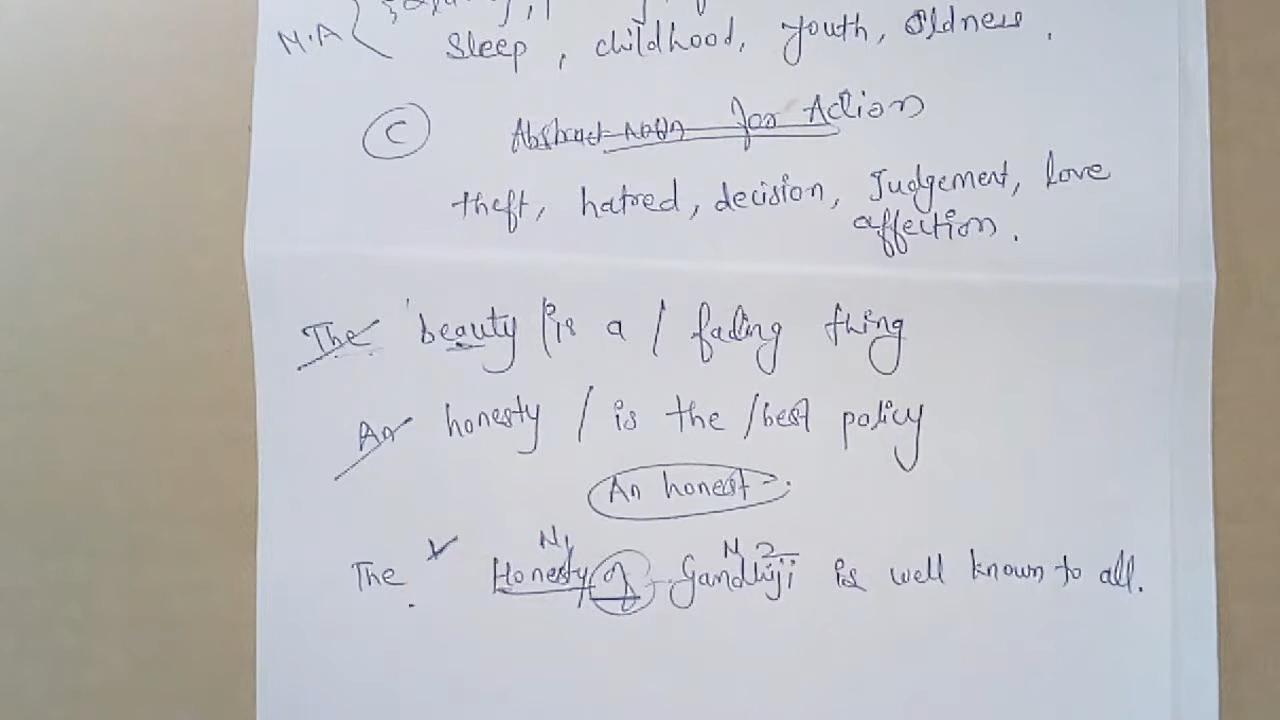 M.A
Sleep, childhood, youth, oldness.
C Abstract Noun for Action
theft, hatred, decision, Judgement, love
affection.
The beauty / is a / fading thing
An honesty / is the / best policy
An honest
N1 N2
The Honesty of Gandhiji is well known to all.